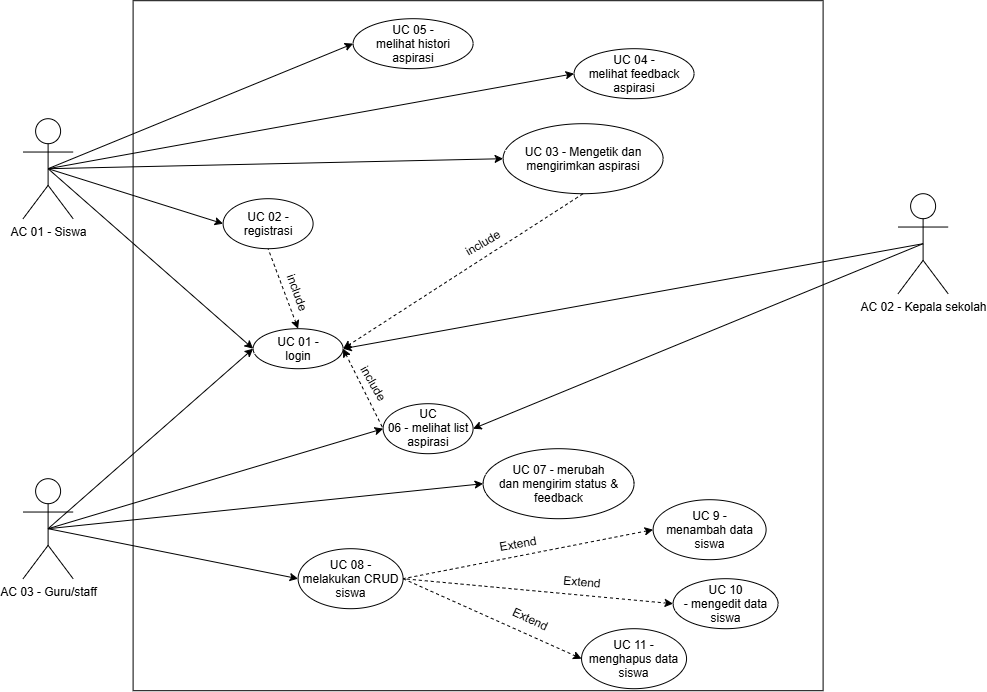 UC 05 -
melihat histori
aspirasi
UC 04 -
melihat feedback
aspirasi
UC 03 - Mengetik dan
mengirimkan aspirasi
AC 01 - Siswa
UC 02 -
registrasi
include
include
AC 02 - Kepala sekolah
UC 01 -
login
include
UC
06 - melihat list
aspirasi
UC 07 - merubah
dan mengirim status &
feedback
AC 03 - Guru/staff
UC 08 -
melakukan CRUD
siswa
Extend
UC 9 -
menambah data
siswa
Extend
UC 10
- mengedit data
siswa
Extend
UC 11 -
menghapus data
siswa